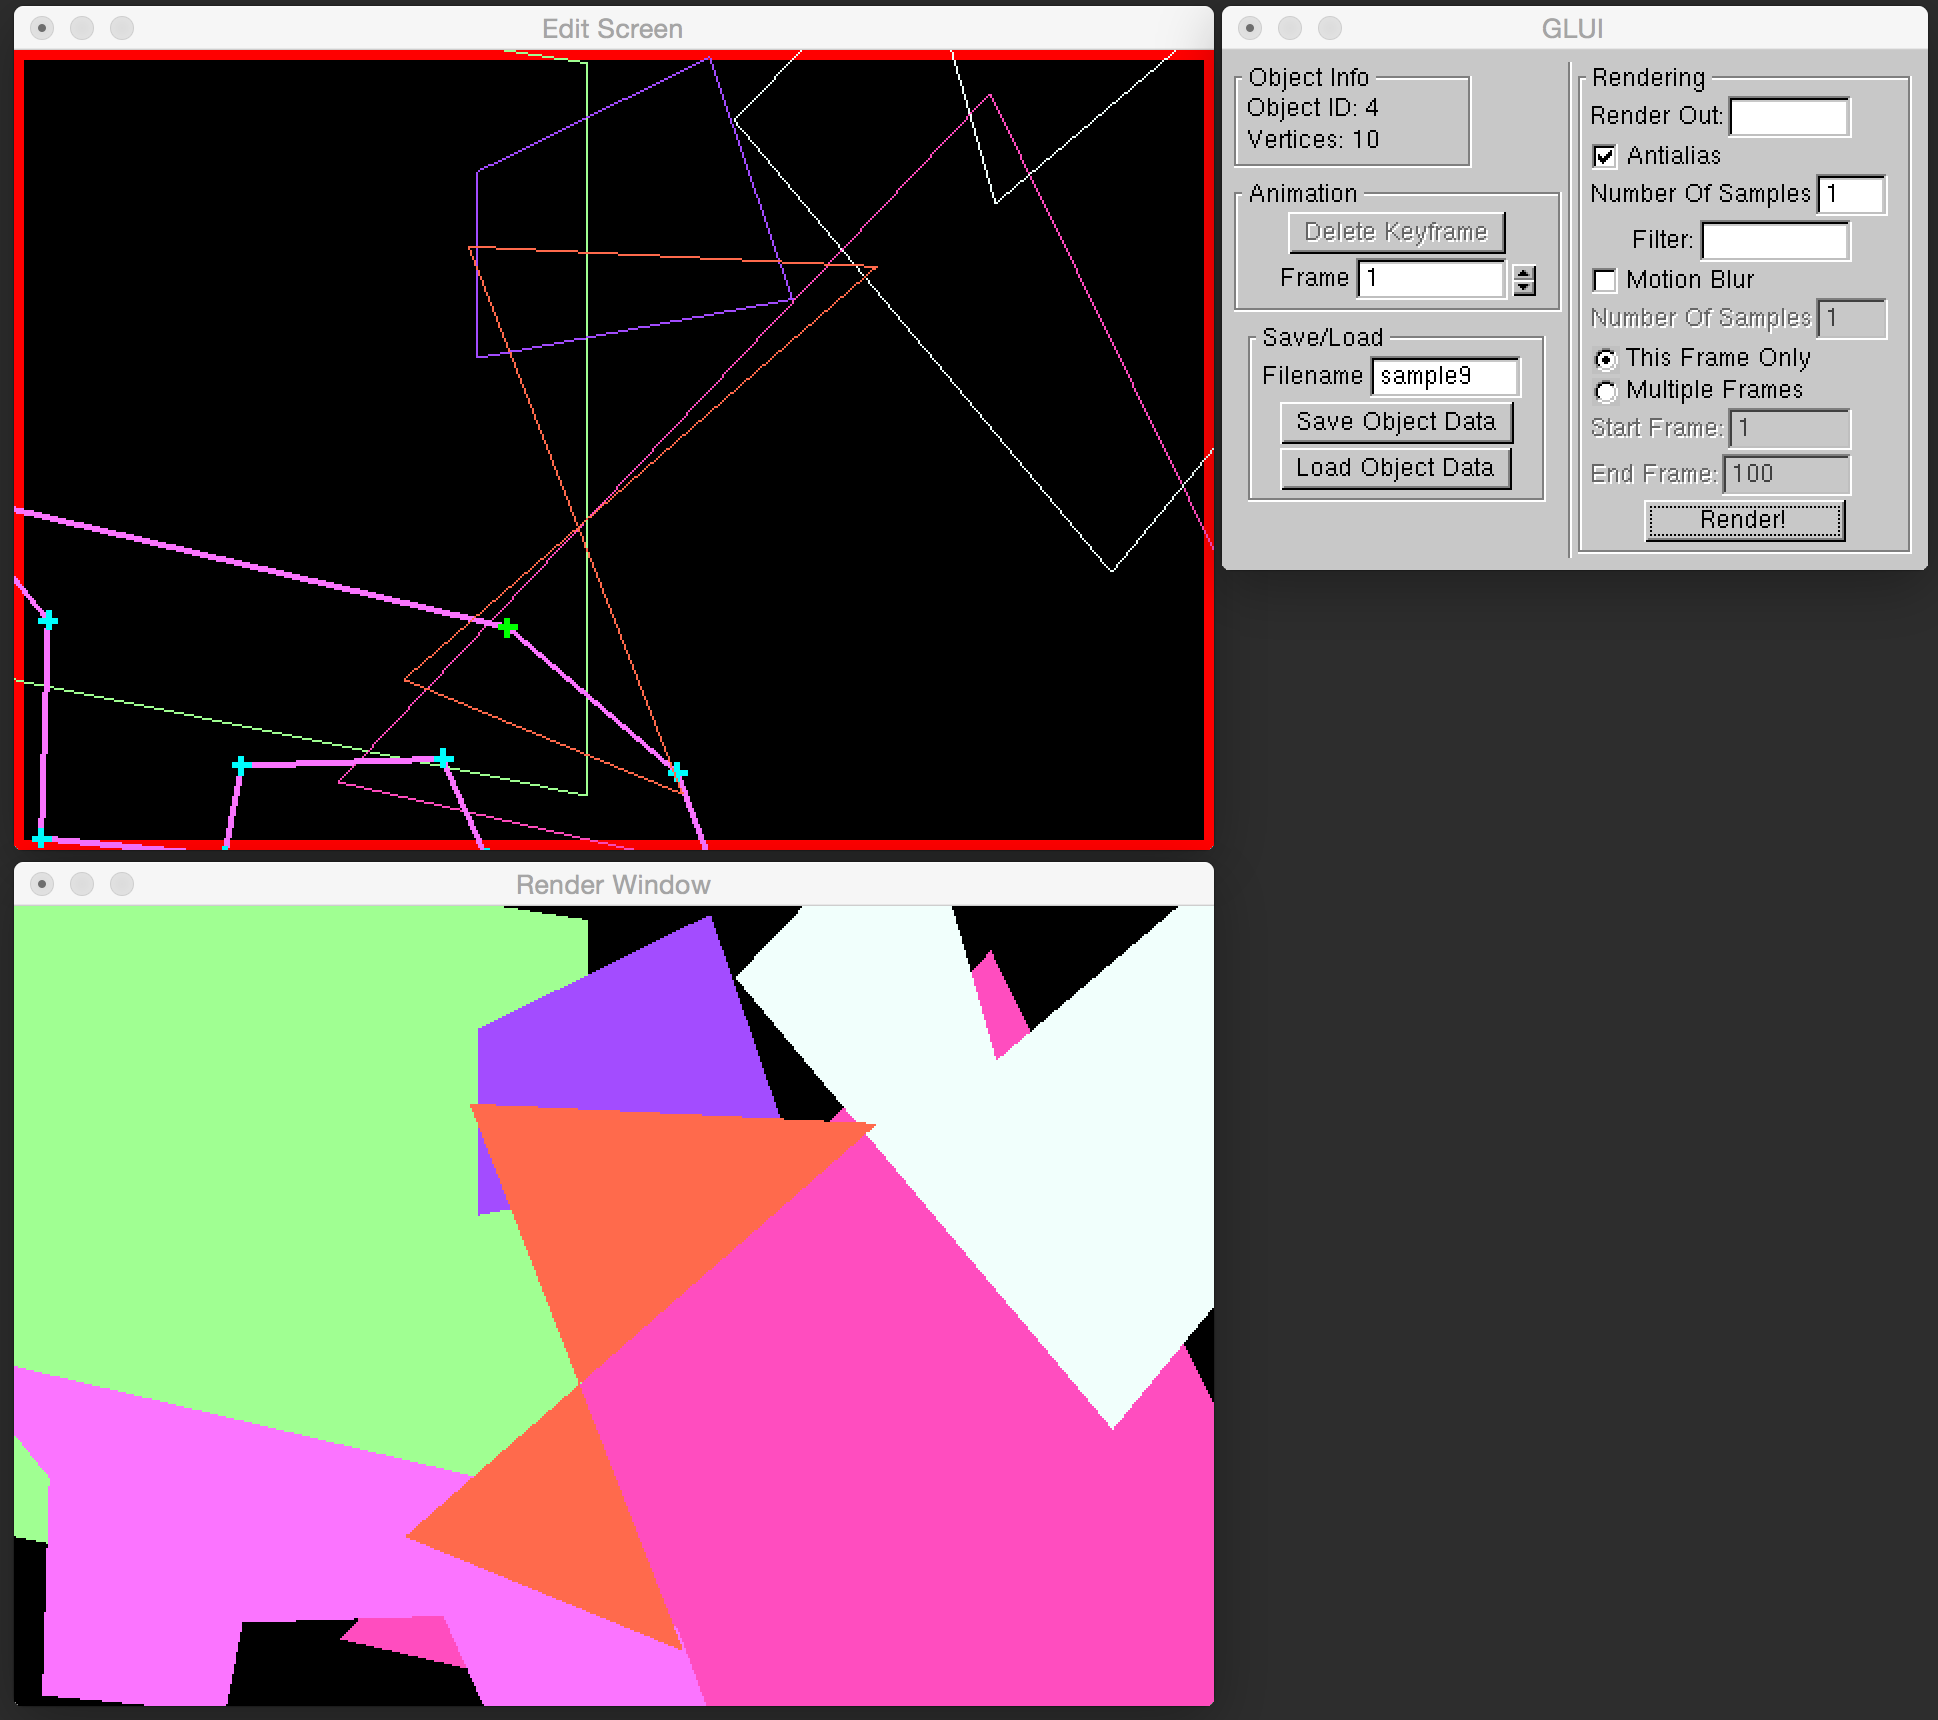 Edit Screen
GLUI
Object Info
Object ID: 4
Vertices: 10
Animation
Delete Keyframe
Frame 1
Save/Load
Filename sample9
Save Object Data
Load Object Data
Rendering
Render Out:
Antialias
Number Of Samples 1
Filter:
Motion Blur
Number Of Samples 1
This Frame Only
Multiple Frames
Start Frame: 1
End Frame: 100
Render!
Render Window